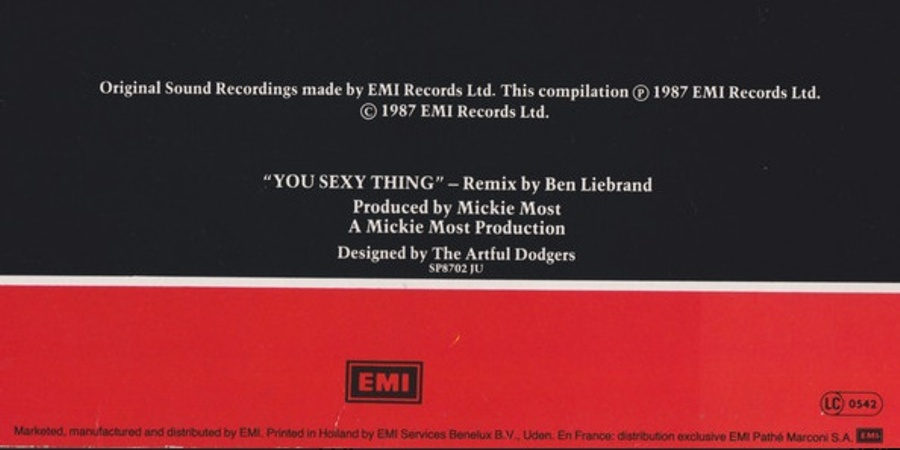 Original Sound Recordings made by EMI Records Ltd. This compilation ℗ 1987 EMI Records Ltd.
© 1987 EMI Records Ltd.
“YOU SEXY THING” – Remix by Ben Liebrand
Produced by Mickie Most
A Mickie Most Production
Designed by The Artful Dodgers
SP8702 JU
EMI
LC 0542
Marketed, manufactured and distributed by EMI. Printed in Holland by EMI Services Benelux B.V., Uden. En France: distribution exclusive EMI Pathé Marconi S.A. EMI